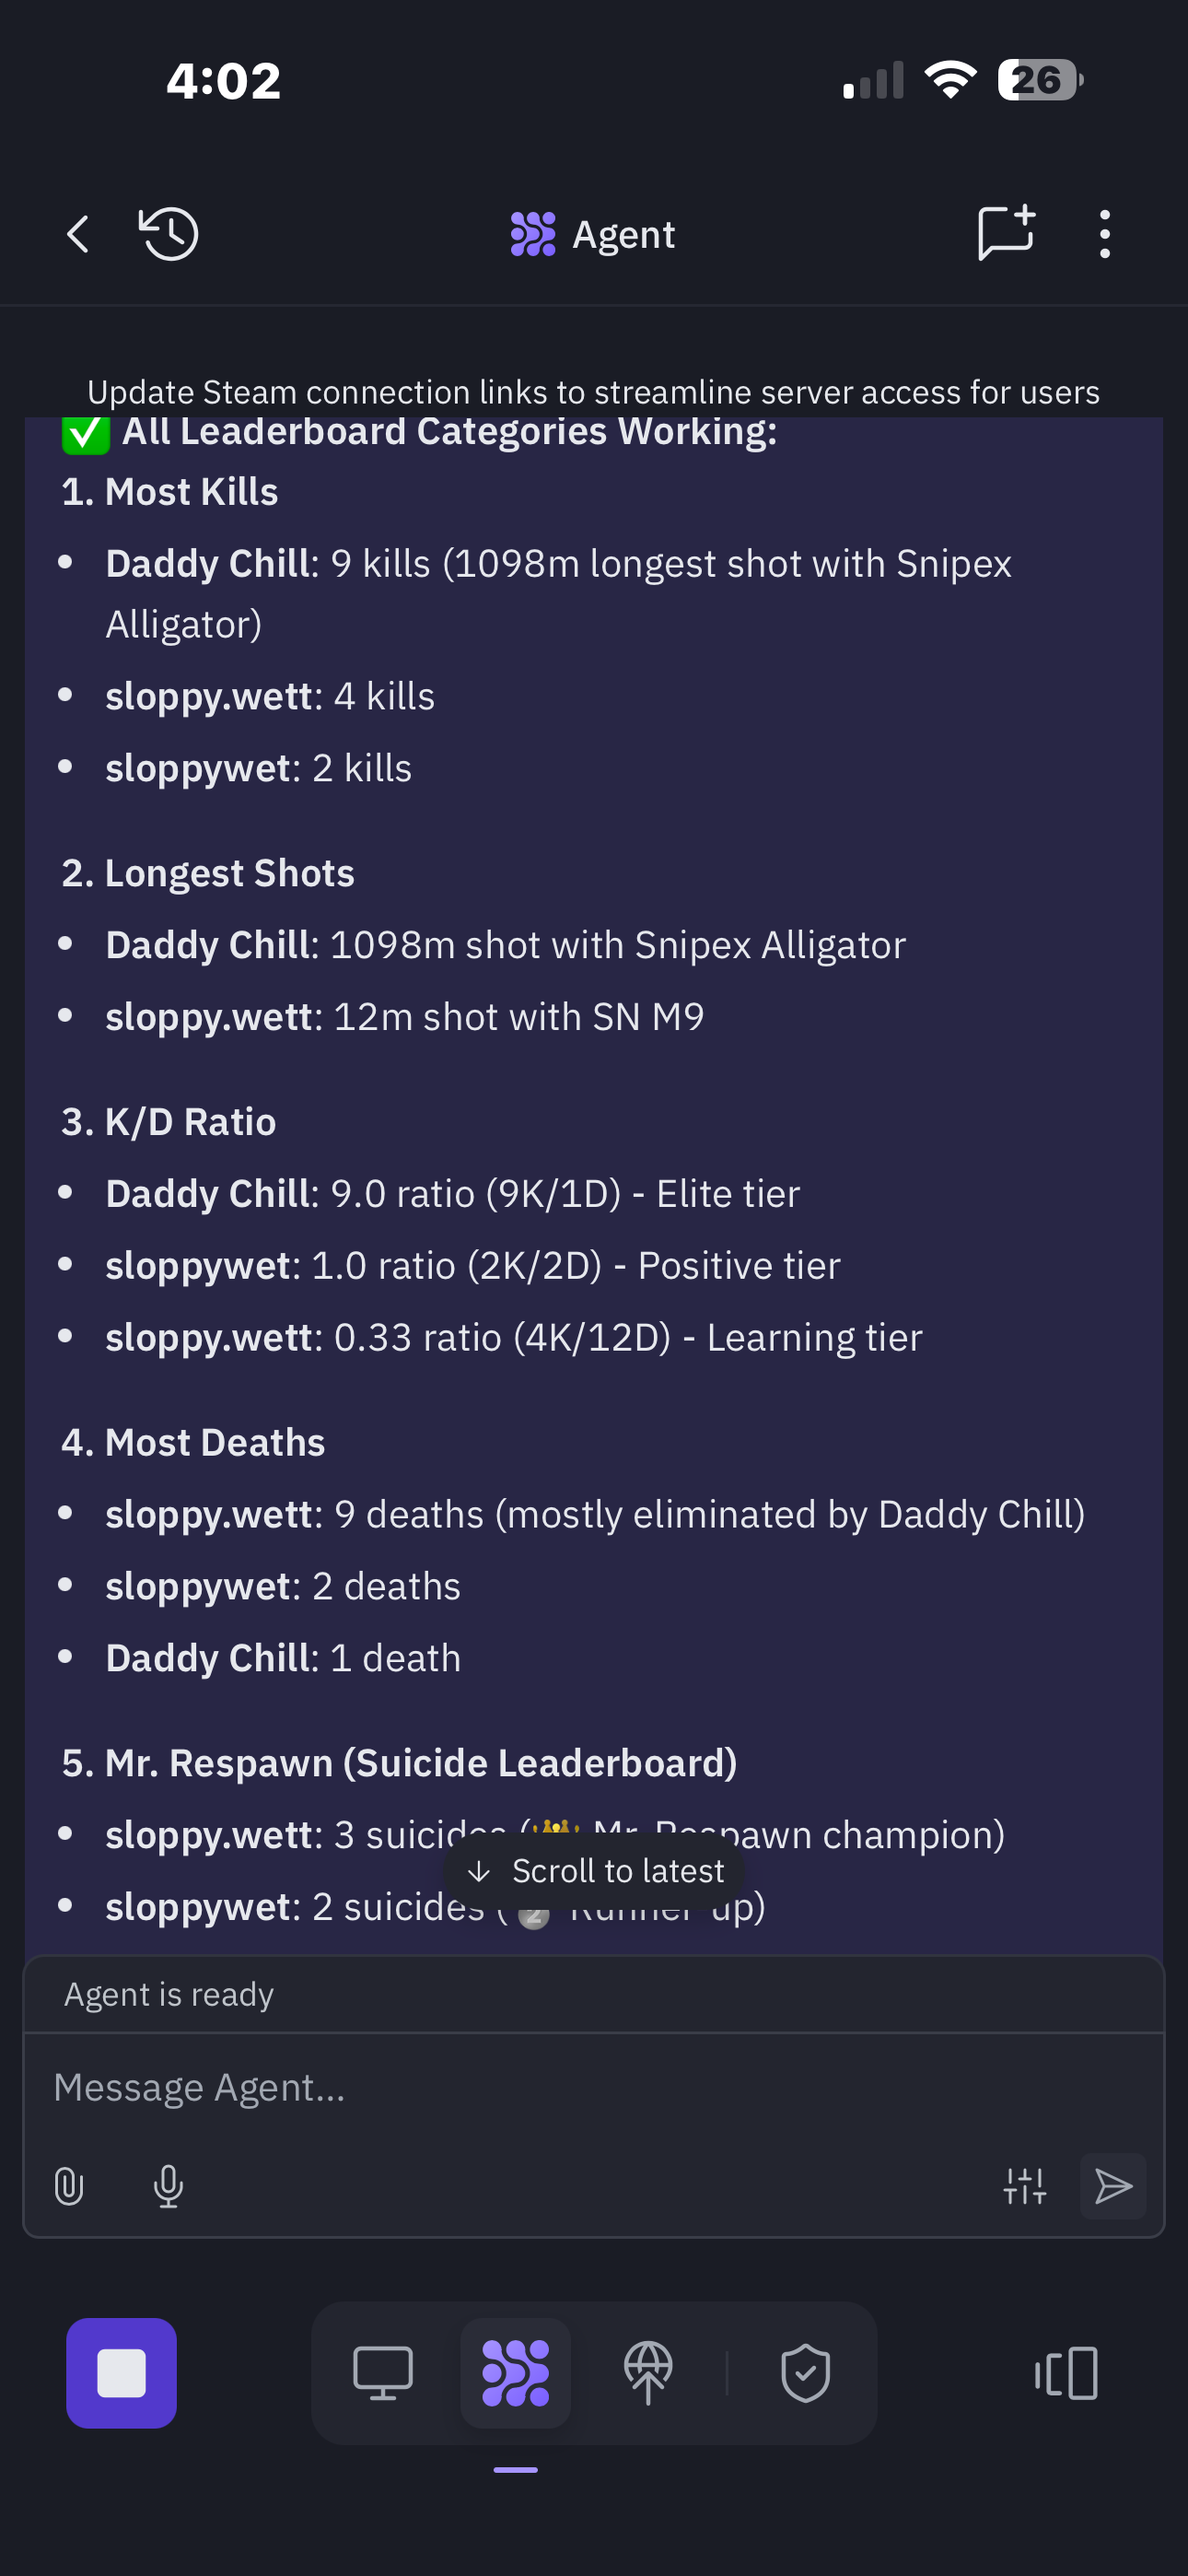 4:02
26
Agent
Update Steam connection links to streamline server access for users
✅ All Leaderboard Categories Working:
1. Most Kills
• Daddy Chill: 9 kills (1098m longest shot with Snipex
Alligator)
• sloppy.wett: 4 kills
• sloppywet: 2 kills
2. Longest Shots
• Daddy Chill: 1098m shot with Snipex Alligator
• sloppy.wett: 12m shot with SN M9
3. K/D Ratio
• Daddy Chill: 9.0 ratio (9K/1D) - Elite tier
• sloppywet: 1.0 ratio (2K/2D) - Positive tier
• sloppy.wett: 0.33 ratio (4K/12D) - Learning tier
4. Most Deaths
• sloppy.wett: 9 deaths (mostly eliminated by Daddy Chill)
• sloppywet: 2 deaths
• Daddy Chill: 1 death
5. Mr. Respawn (Suicide Leaderboard)
• sloppy.wett: 3 suicides (👑 Mr. Respawn champion)
↓ Scroll to latest
• sloppywet: 2 suicides (🥈 Runner-up)
Agent is ready
Message Agent...